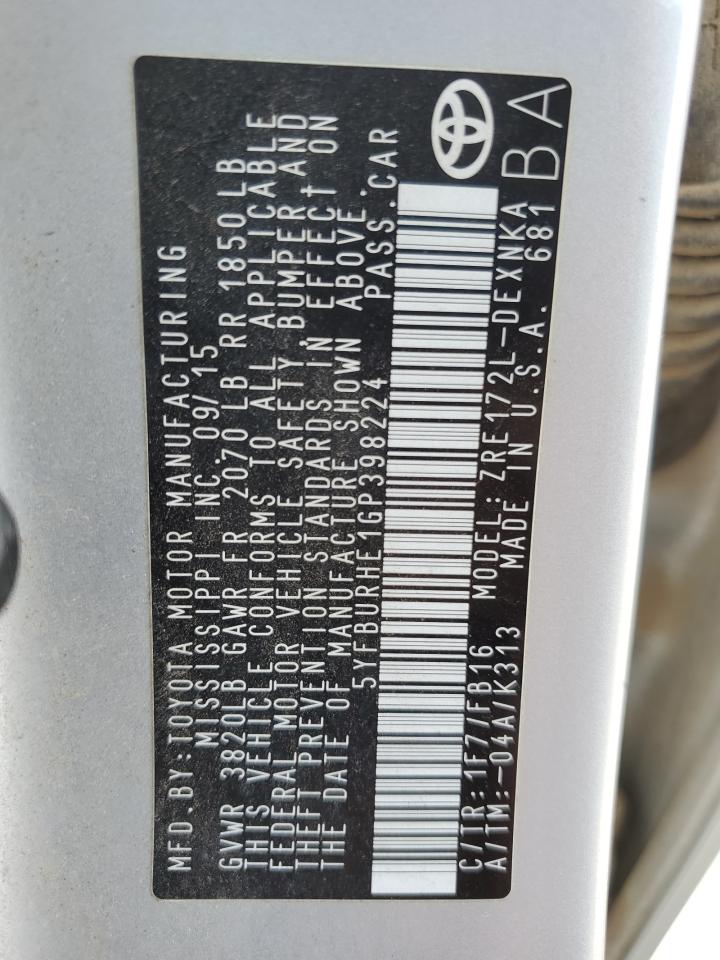 MFD.BY:TOYOTA MOTOR MANUFACTURING
MISSISSIPPI INC. 09/15
GVWR 3820LB GAWR FR 2070LB RR 1850LB
THIS VEHICLE CONFORMS TO ALL APPLICABLE
FEDERAL MOTOR VEHICLE SAFETY, BUMPER AND
THEFT PREVENTION STANDARDS IN EFFECT ON
THE DATE OF MANUFACTURE SHOWN ABOVE.
5YFBURHE1GP398224 PASS.CAR
C/TR:1F7/FB16 MODEL:ZRE172L-DEXNKA
A/TM:-04A/K313 MADE IN U.S.A. 681
BA